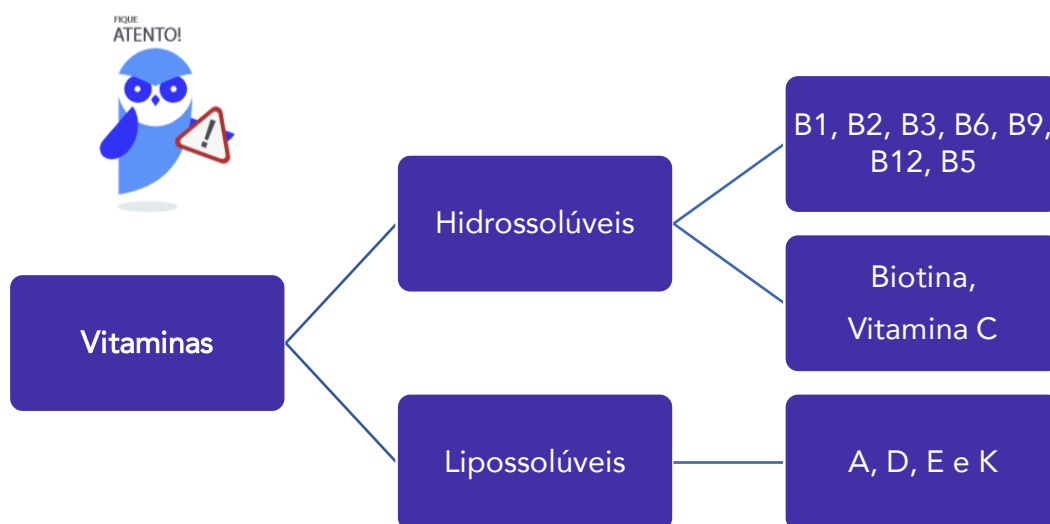 FIQUE
ATENTO!
Vitaminas
Hidrossolúveis
B1, B2, B3, B6, B9,
B12, B5
Biotina,
Vitamina C
Lipossolúveis
A, D, E e K